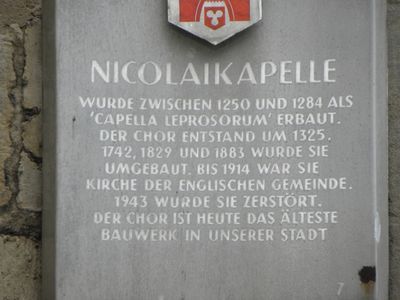 NICOLAIKAPELLE
WURDE ZWISCHEN 1250 UND 1284 ALS
'CAPELLA LEPROSORUM' ERBAUT.
DER CHOR ENTSTAND UM 1325.
1742, 1829 UND 1883 WURDE SIE
UMGEBAUT. BIS 1914 WAR SIE
KIRCHE DER ENGLISCHEN GEMEINDE.
1943 WURDE SIE ZERSTÖRT.
DER CHOR IST HEUTE DAS ÄLTESTE
BAUWERK IN UNSERER STADT
7